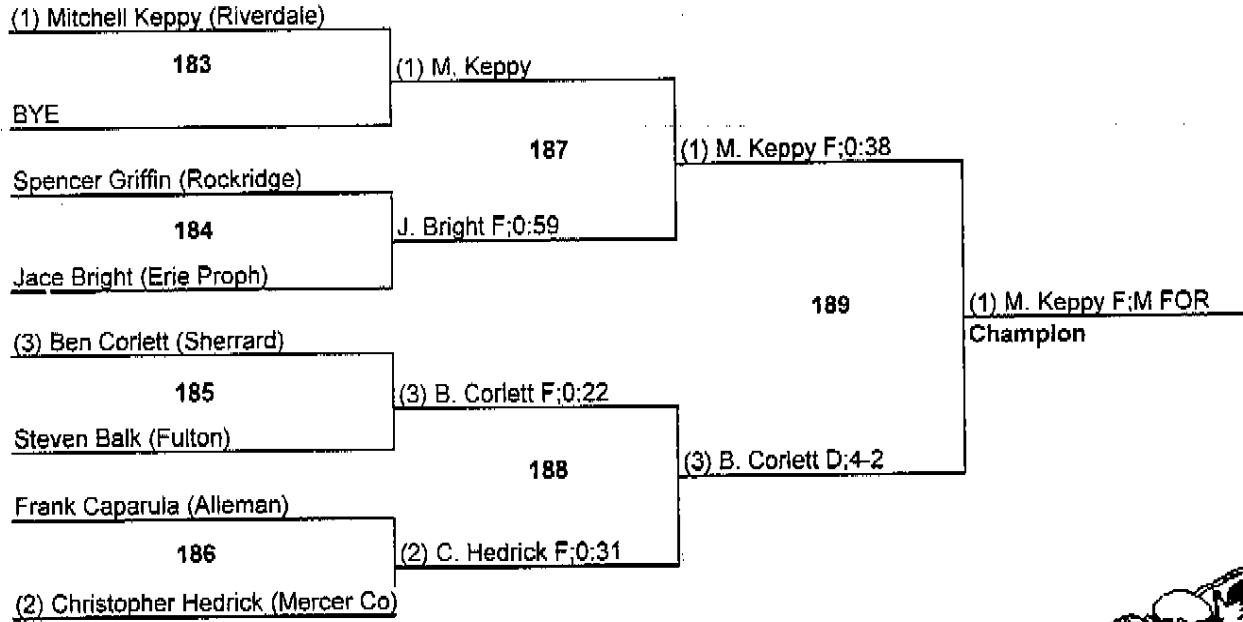 (1) Mitchell Keppy (Riverdale)
183
(1) M. Keppy
BYE
187
(1) M. Keppy F;0:38
Spencer Griffin (Rockridge)
184
J. Bright F;0:59
Jace Bright (Erie Proph)
189
(1) M. Keppy F;M FOR
Champion
(3) Ben Corlett (Sherrard)
185
(3) B. Corlett F;0:22
Steven Balk (Fulton)
188
(3) B. Corlett D;4-2
Frank Caparula (Alleman)
186
(2) C. Hedrick F;0:31
(2) Christopher Hedrick (Mercer Co)